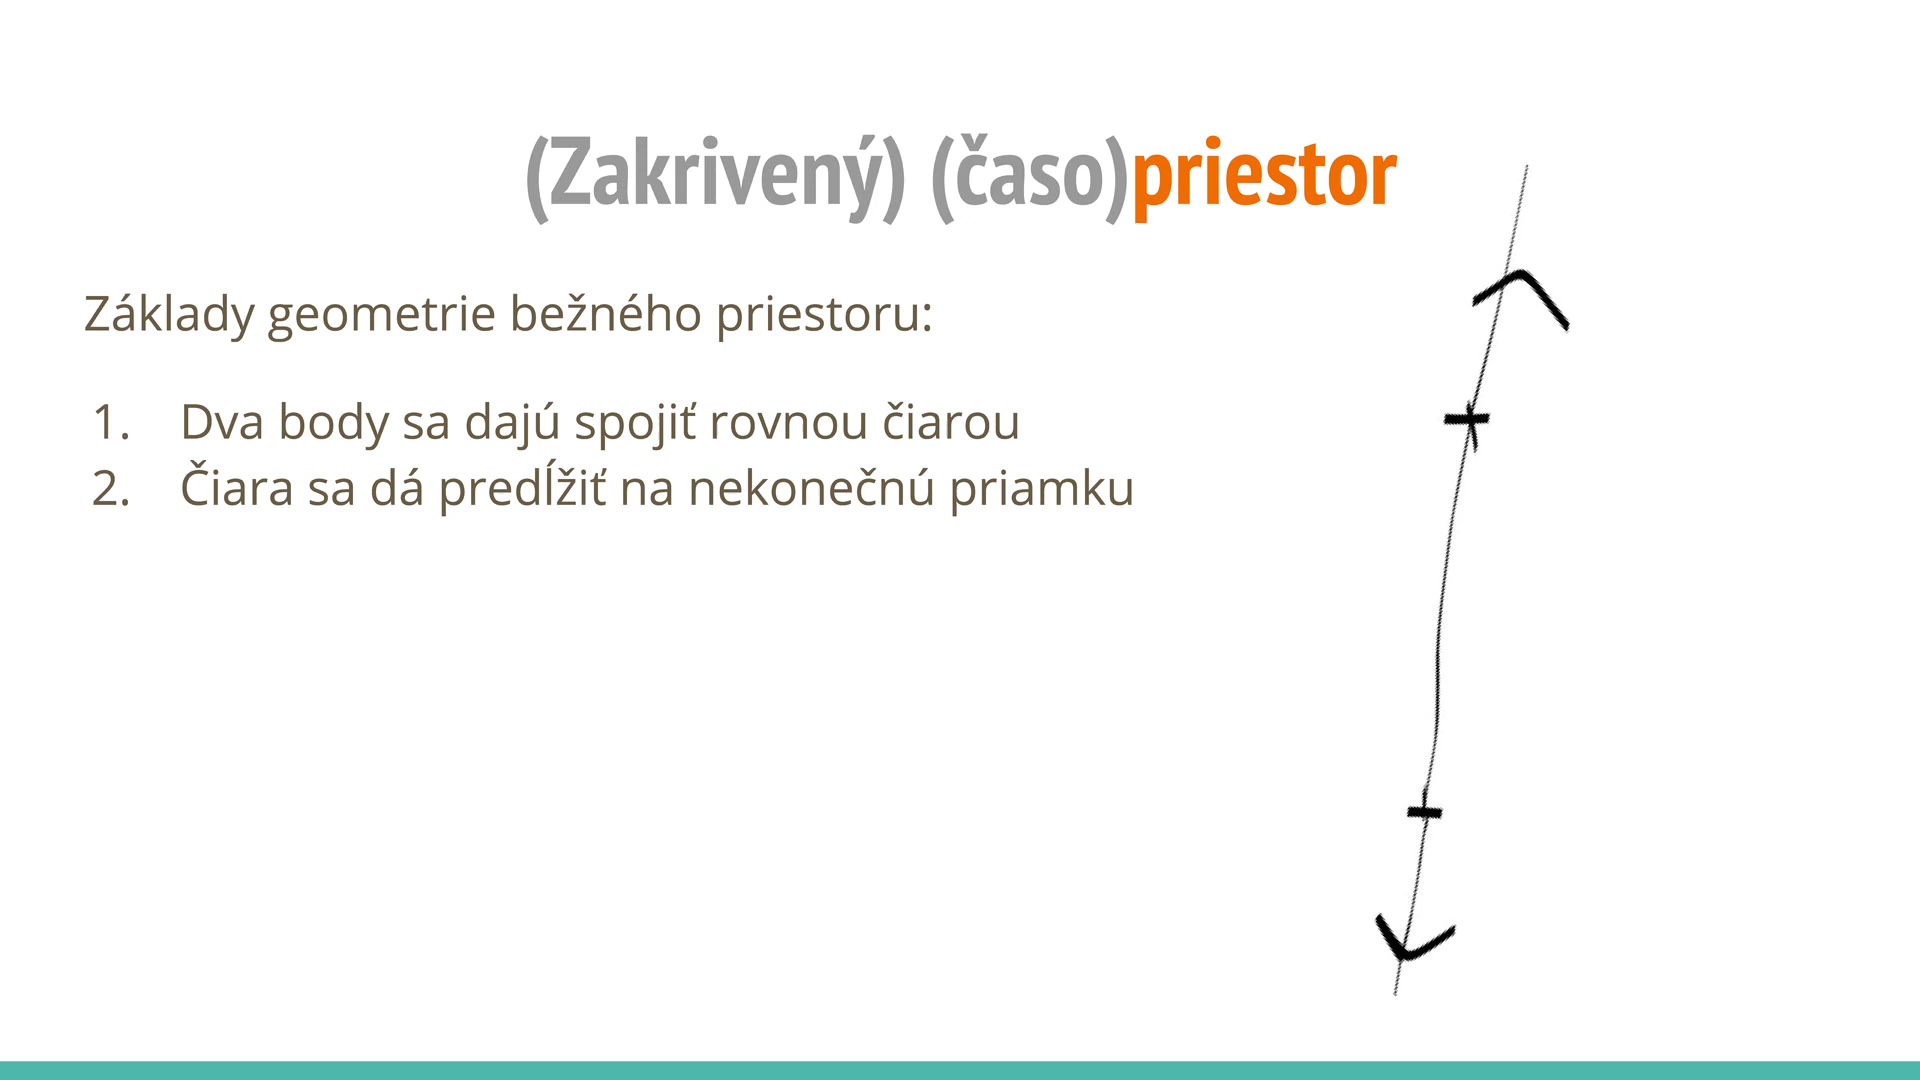 (Zakrivený) (časo)priestor
Základy geometrie bežného priestoru:
1. Dva body sa dajú spojiť rovnou čiarou
2. Čiara sa dá predĺžiť na nekonečnú priamku